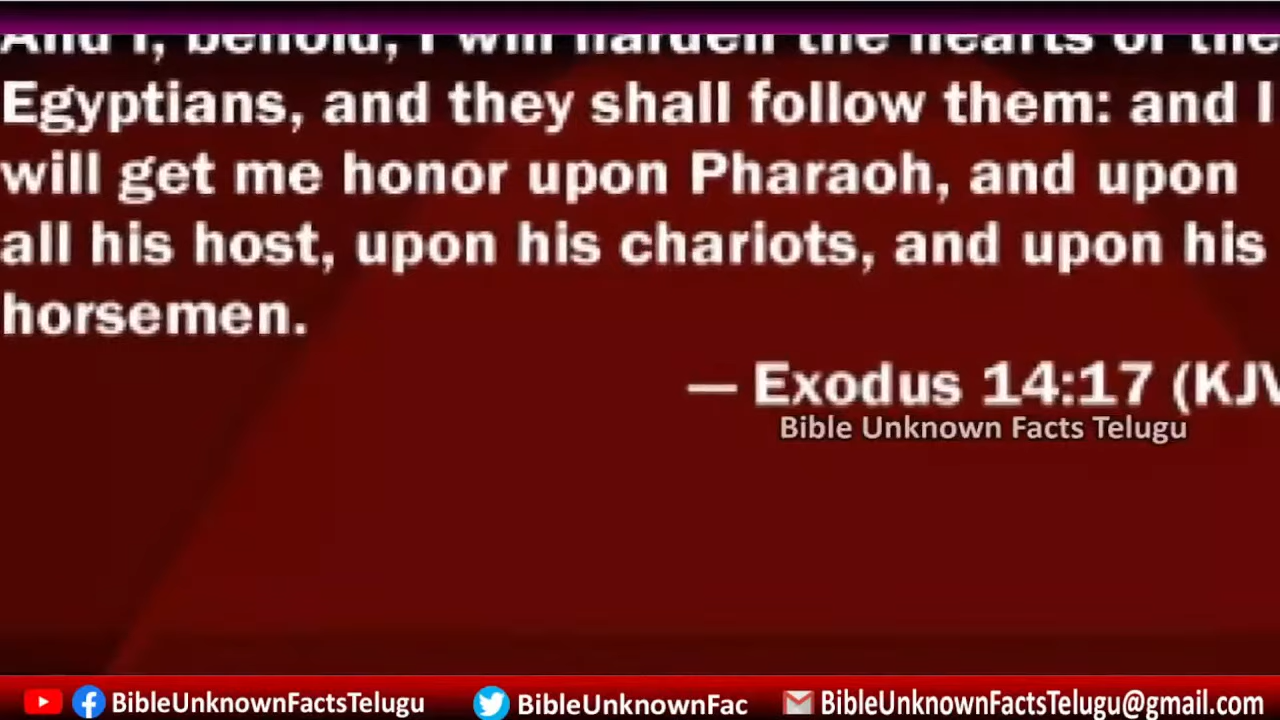 And I, behold, I will harden the hearts of the
Egyptians, and they shall follow them: and I
will get me honor upon Pharaoh, and upon
all his host, upon his chariots, and upon his
horsemen.
— Exodus 14:17 (KJV
Bible Unknown Facts Telugu
BibleUnknownFactsTelugu BibleUnknownFac BibleUnknownFactsTelugu@gmail.com